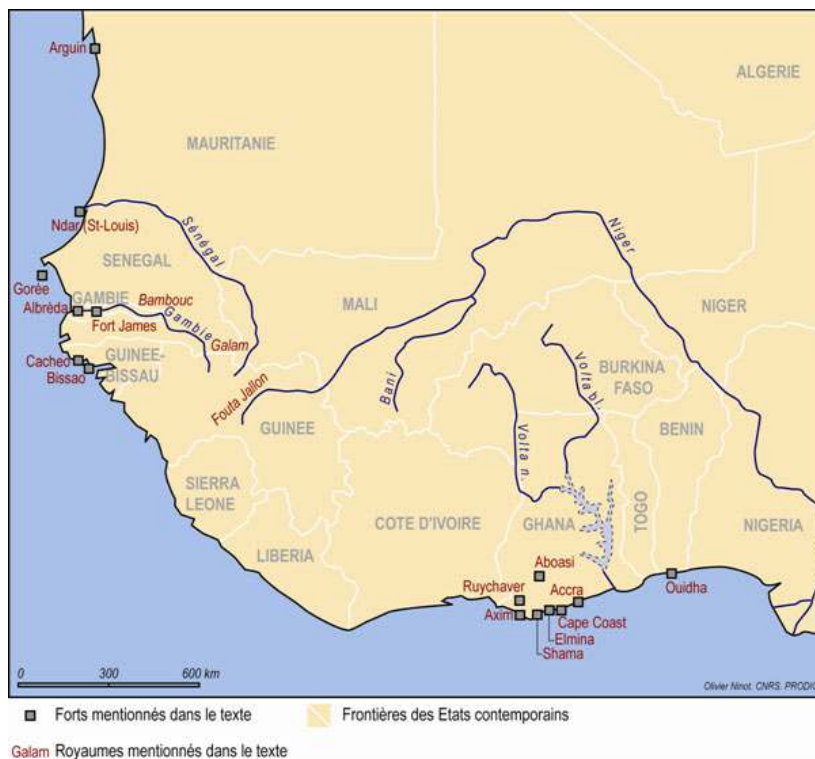 Arguin
ALGERIE
MAURITANIE
Ndar (St-Louis)
Sénégal
Niger
SENEGAL
Gorée
MALI
NIGER
GAMBIE
Bambouc
Albréda
Gambie
Fort James
Galam
Cacheo
GUINEE-
BISSAU
Bissao
Fouta Jallon
Bani
Volta bl.
BURKINA
FASO
GUINEE
BENIN
Volta n.
SIERRA
LEONE
COTE D'IVOIRE
GHANA
TOGO
NIGERIA
LIBERIA
Aboasi
Ruychaver
Accra
Ouidha
Axim
Cape Coast
Elmina
Shama
0 300 600 km
Olivier Ninot. CNRS. PRODIG
Forts mentionnés dans le texte
Frontières des Etats contemporains
Galam Royaumes mentionnés dans le texte